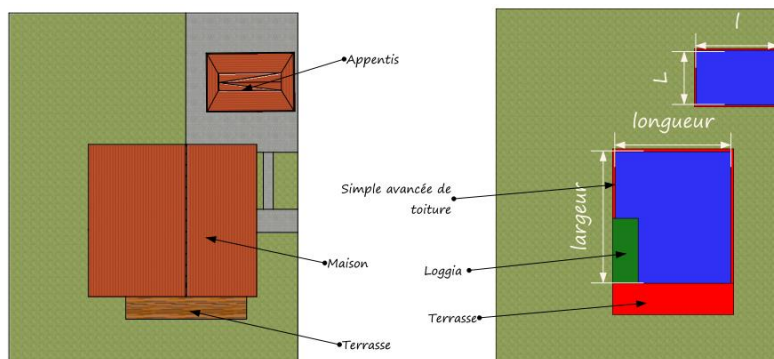 Appentis
Maison
Terrasse
l
L
longueur
largeur
Simple avancée de
toiture
Loggia
Terrasse